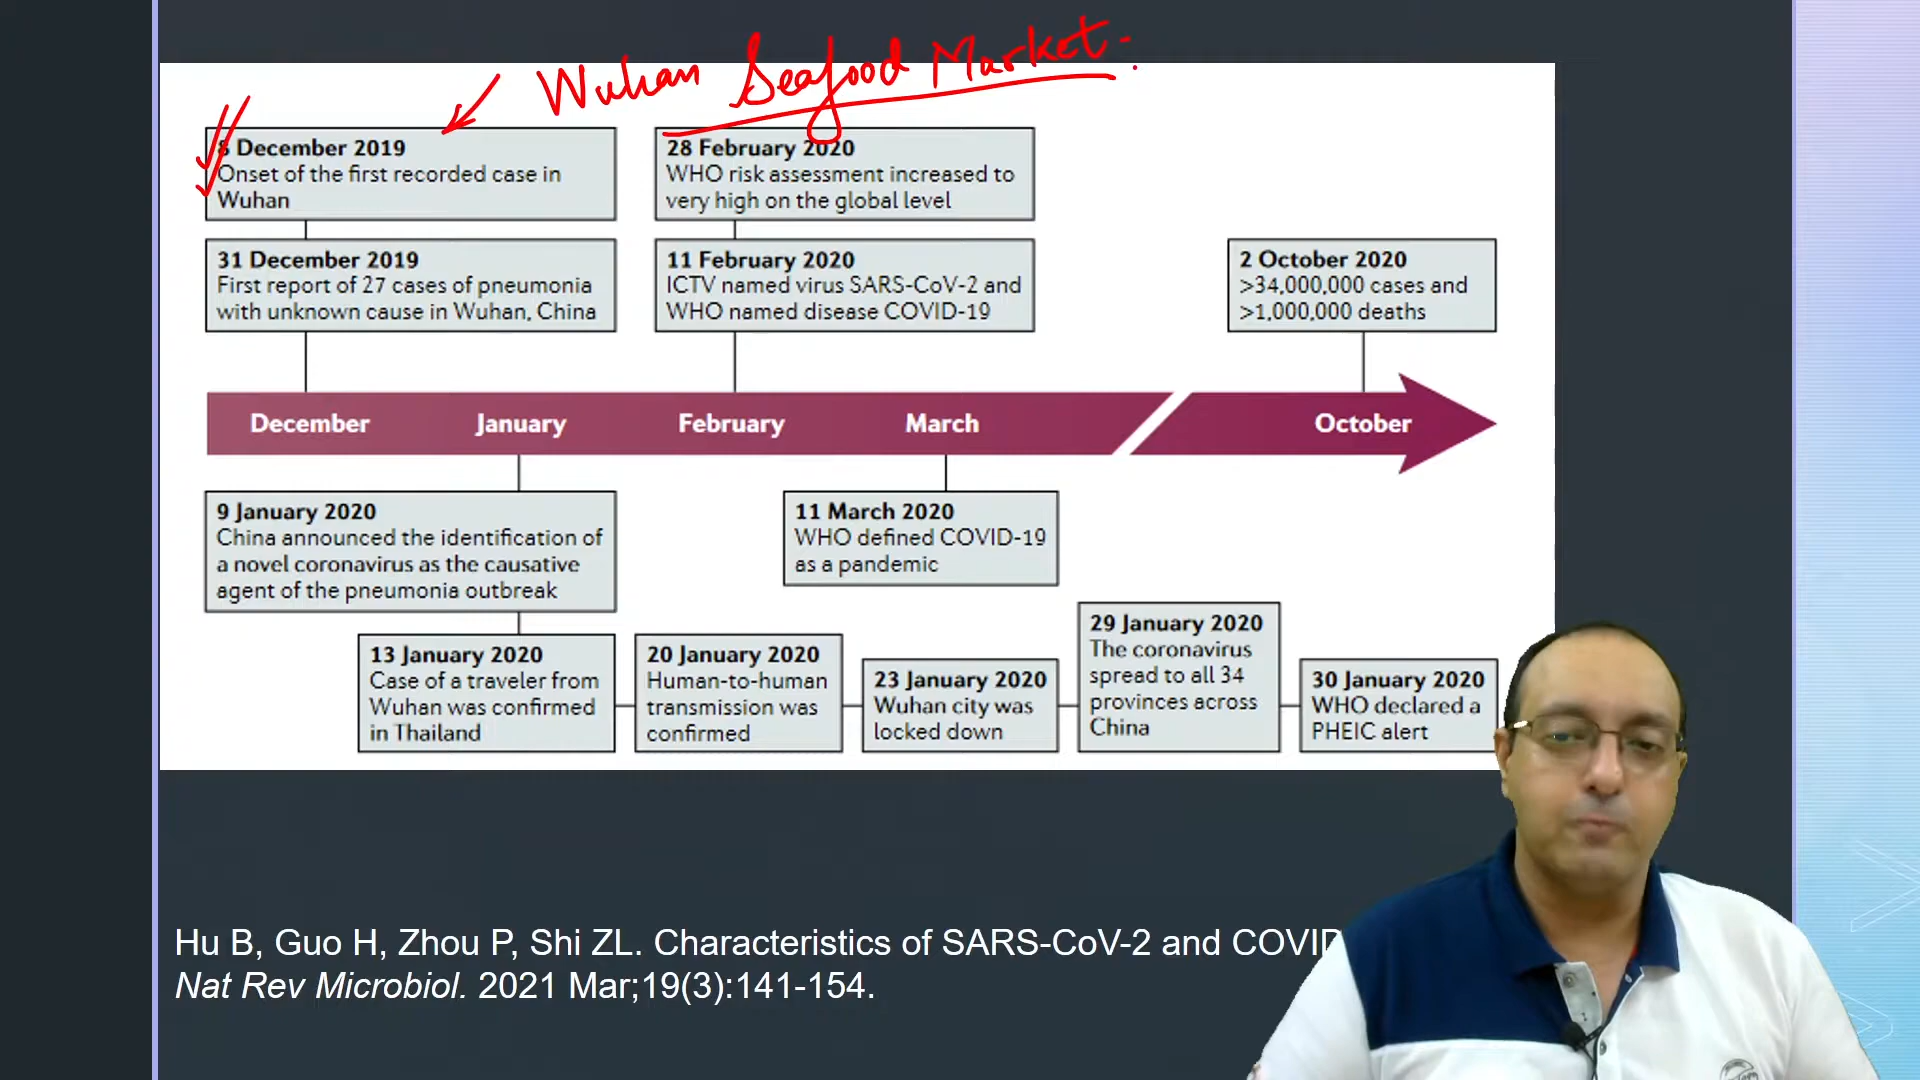 Wuhan Seafood Market.
8 December 2019
Onset of the first recorded case in
Wuhan
31 December 2019
First report of 27 cases of pneumonia
with unknown cause in Wuhan, China
28 February 2020
WHO risk assessment increased to
very high on the global level
11 February 2020
ICTV named virus SARS-CoV-2 and
WHO named disease COVID-19
2 October 2020
>34,000,000 cases and
>1,000,000 deaths
December January February March October
9 January 2020
China announced the identification of
a novel coronavirus as the causative
agent of the pneumonia outbreak
11 March 2020
WHO defined COVID-19
as a pandemic
13 January 2020
Case of a traveler from
Wuhan was confirmed
in Thailand
20 January 2020
Human-to-human
transmission was
confirmed
23 January 2020
Wuhan city was
locked down
29 January 2020
The coronavirus
spread to all 34
provinces across
China
30 January 2020
WHO declared a
PHEIC alert
Hu B, Guo H, Zhou P, Shi ZL. Characteristics of SARS-CoV-2 and COVID
Nat Rev Microbiol. 2021 Mar;19(3):141-154.